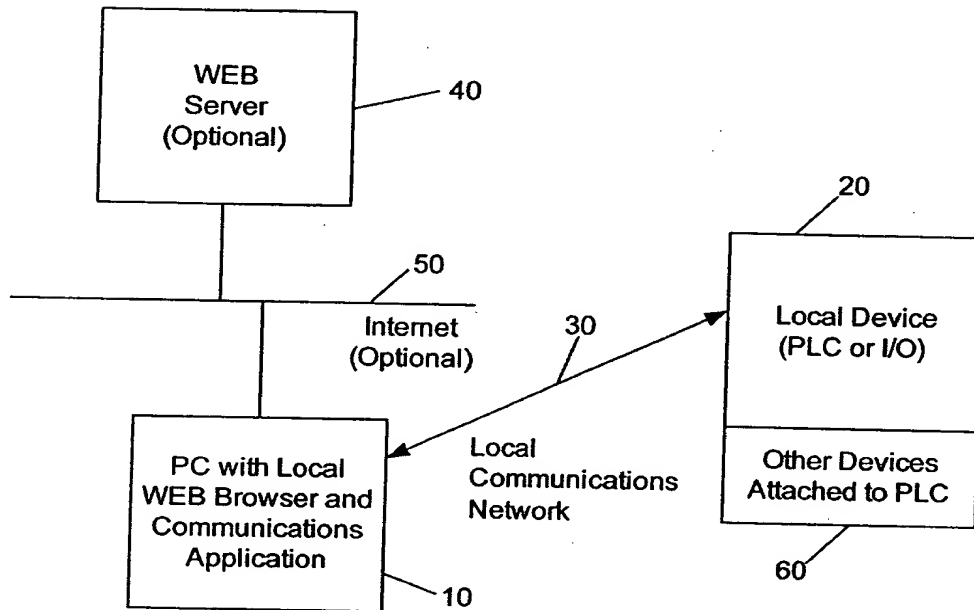 WEB
Server
(Optional)
40
20
50
Internet
(Optional)
30
Local Device
(PLC or I/O)
PC with Local
WEB Browser and
Communications
Application
Local
Communications
Network
Other Devices
Attached to PLC
10
60